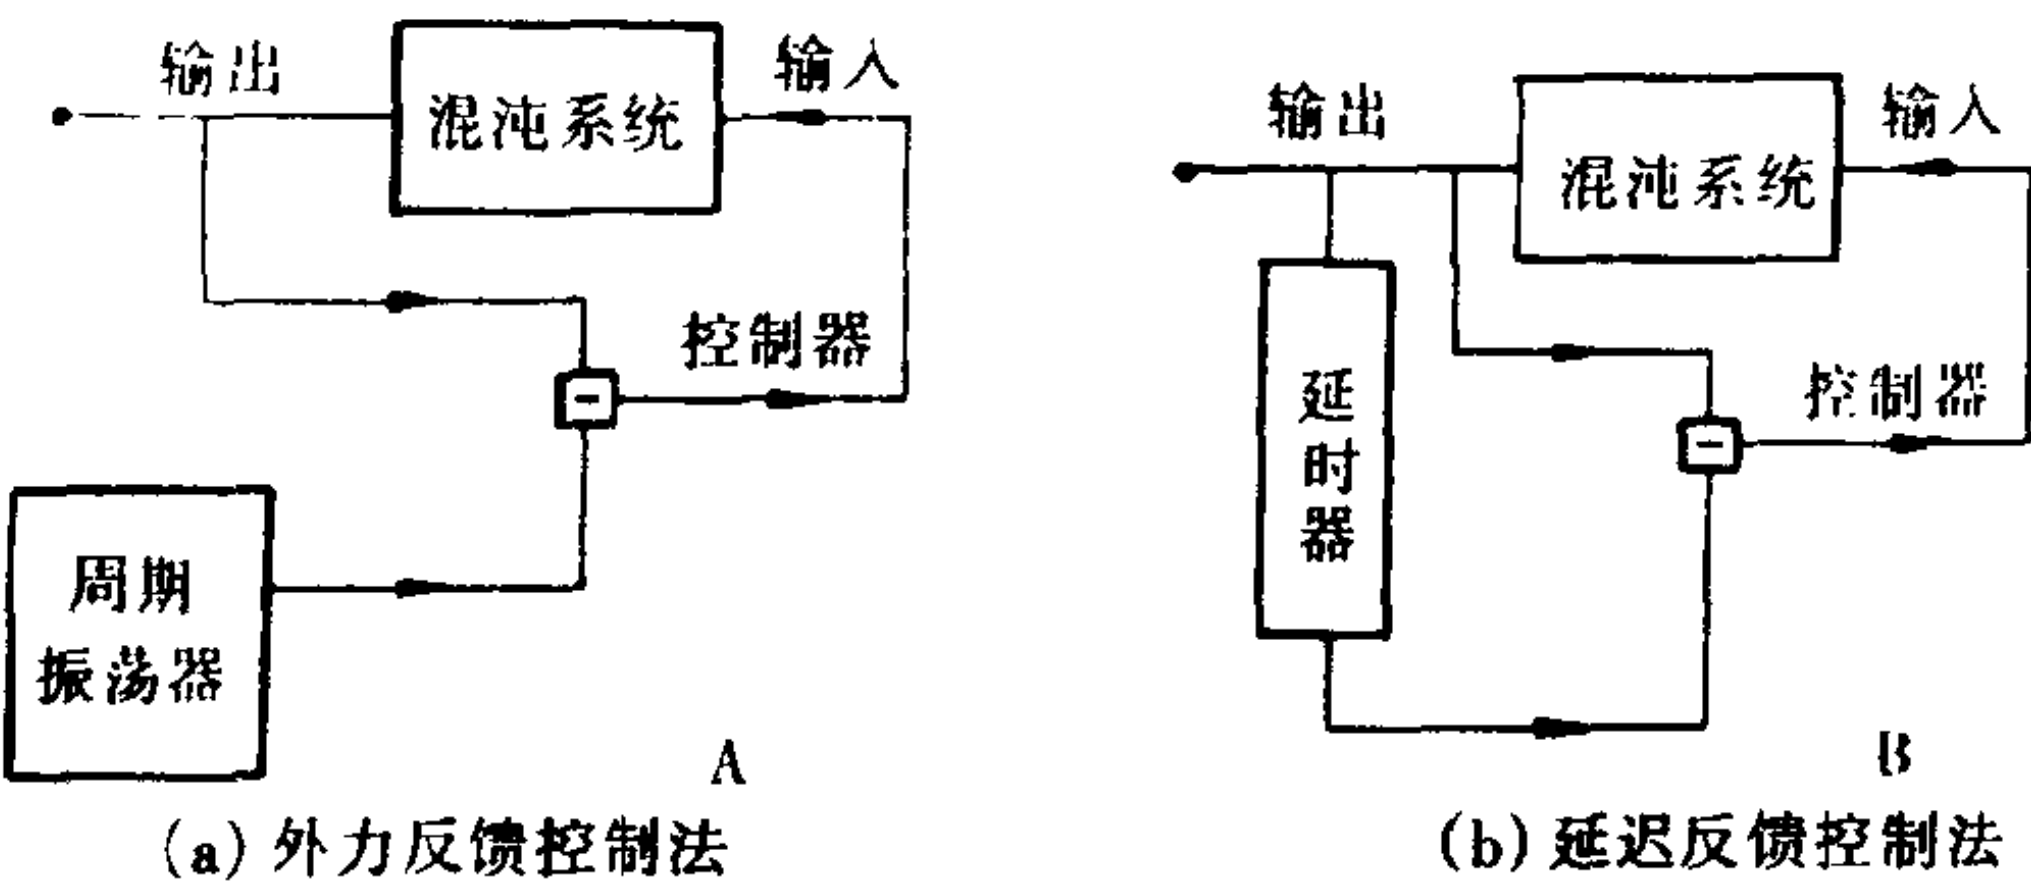 输出
混沌系统
输入
控制器
-
周期
振荡器
A
(a)外力反馈控制法
输出
混沌系统
输入
延时器
控制器
-
B
(b)延迟反馈控制法